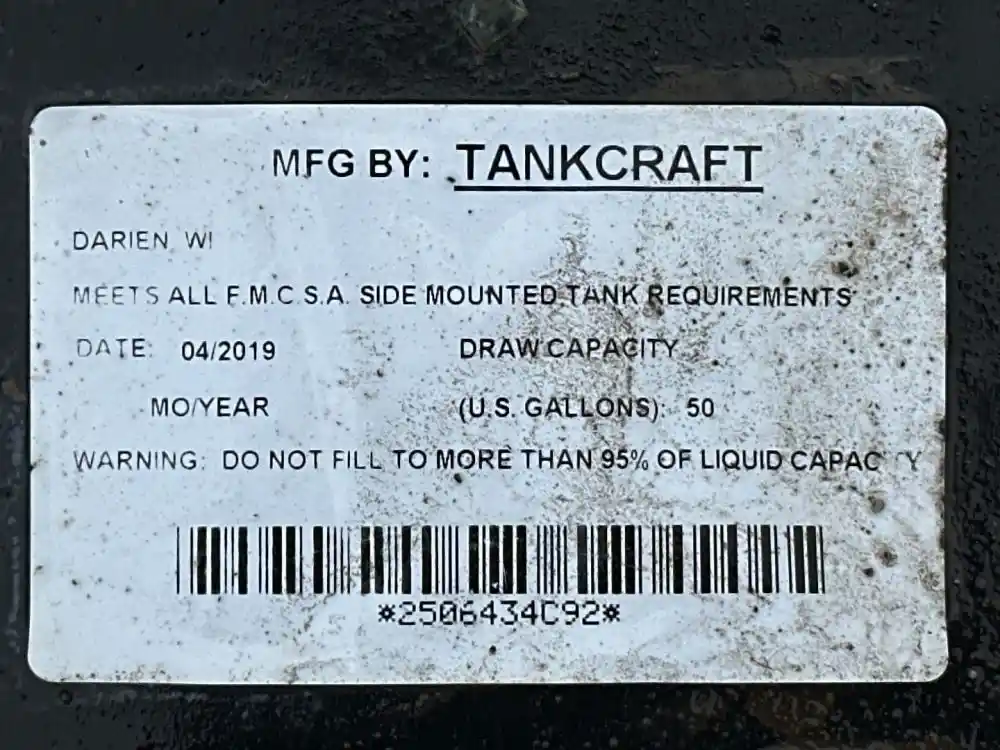 MFG BY: TANKCRAFT
DARIEN, WI
MEETS ALL F.M.C.S.A. SIDE MOUNTED TANK REQUIREMENTS
DATE: 04/2019 DRAW CAPACITY
MO/YEAR (U.S. GALLONS): 50
WARNING: DO NOT FILL TO MORE THAN 95% OF LIQUID CAPACITY
*2506434C92*